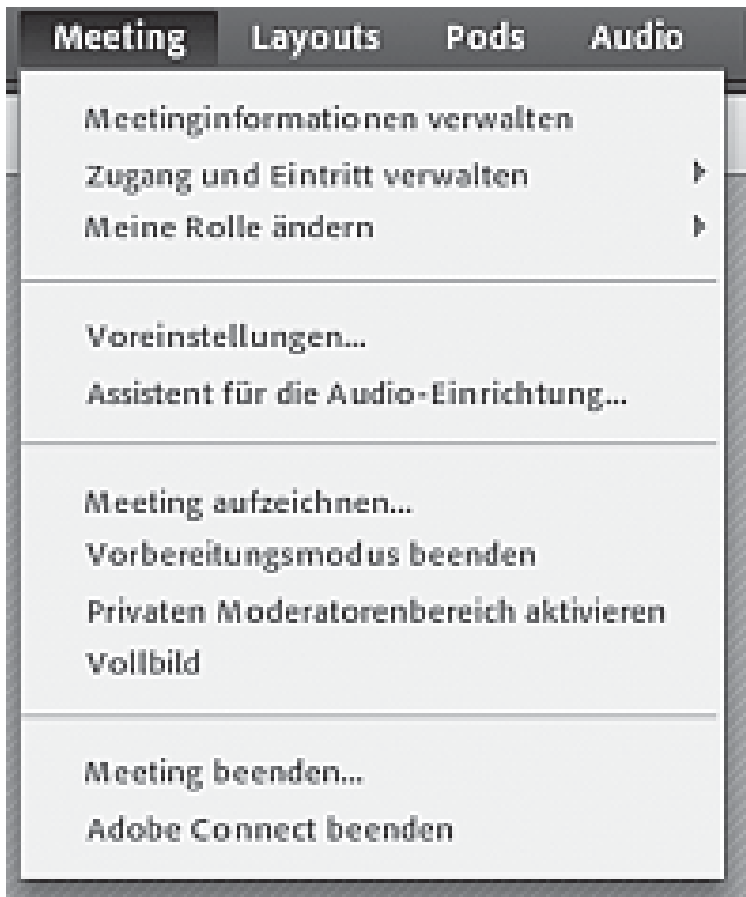 Meeting Layouts Pods Audio
Meetinginformationen verwalten
Zugang und Eintritt verwalten
Meine Rolle ändern
Voreinstellungen...
Assistent für die Audio-Einrichtung...
Meeting aufzeichnen...
Vorbereitungsmodus beenden
Privaten Moderatorenbereich aktivieren
Vollbild
Meeting beenden...
Adobe Connect beenden